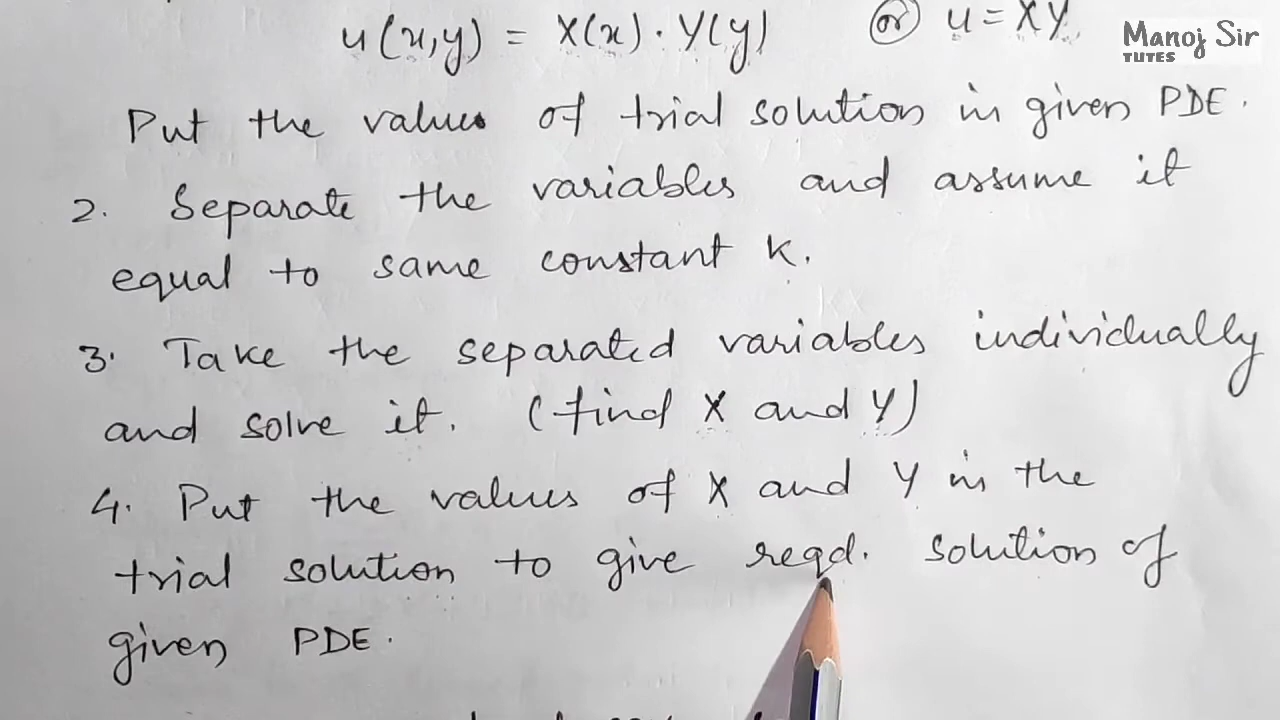 u(x,y) = X(x) · Y(y) or u = XY
Manoj Sir
TUTES
Put the values of trial solution in given PDE.
2. Separate the variables and assume it
equal to same constant K.
3. Take the separated variables individually
and solve it. (find X and Y)
4. Put the values of X and Y in the
trial solution to give reqd. solution of
given PDE.